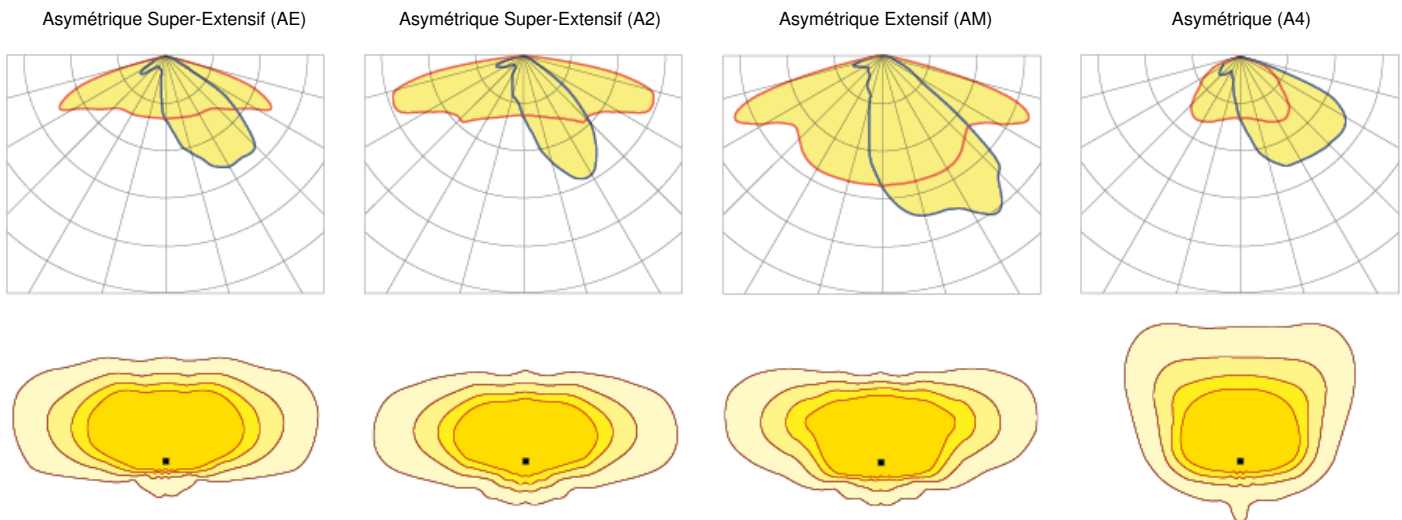 Asymétrique Super-Extensif (AE)
Asymétrique Super-Extensif (A2)
Asymétrique Extensif (AM)
Asymétrique (A4)